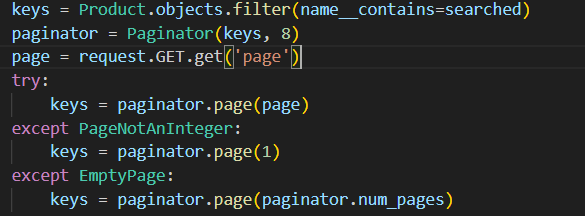 keys = Product.objects.filter(name__contains=searched)
paginator = Paginator(keys, 8)
page = request.GET.get('page')
try:
    keys = paginator.page(page)
except PageNotAnInteger:
    keys = paginator.page(1)
except EmptyPage:
    keys = paginator.page(paginator.num_pages)